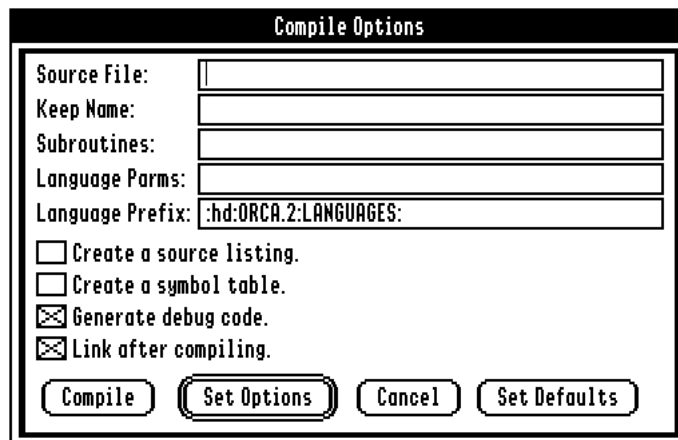 Compile Options
Source File:
Keep Name:
Subroutines:
Language Parms:
Language Prefix: :hd:ORCA.2:LANGUAGES:
Create a source listing.
Create a symbol table.
Generate debug code.
Link after compiling.
Compile Set Options Cancel Set Defaults